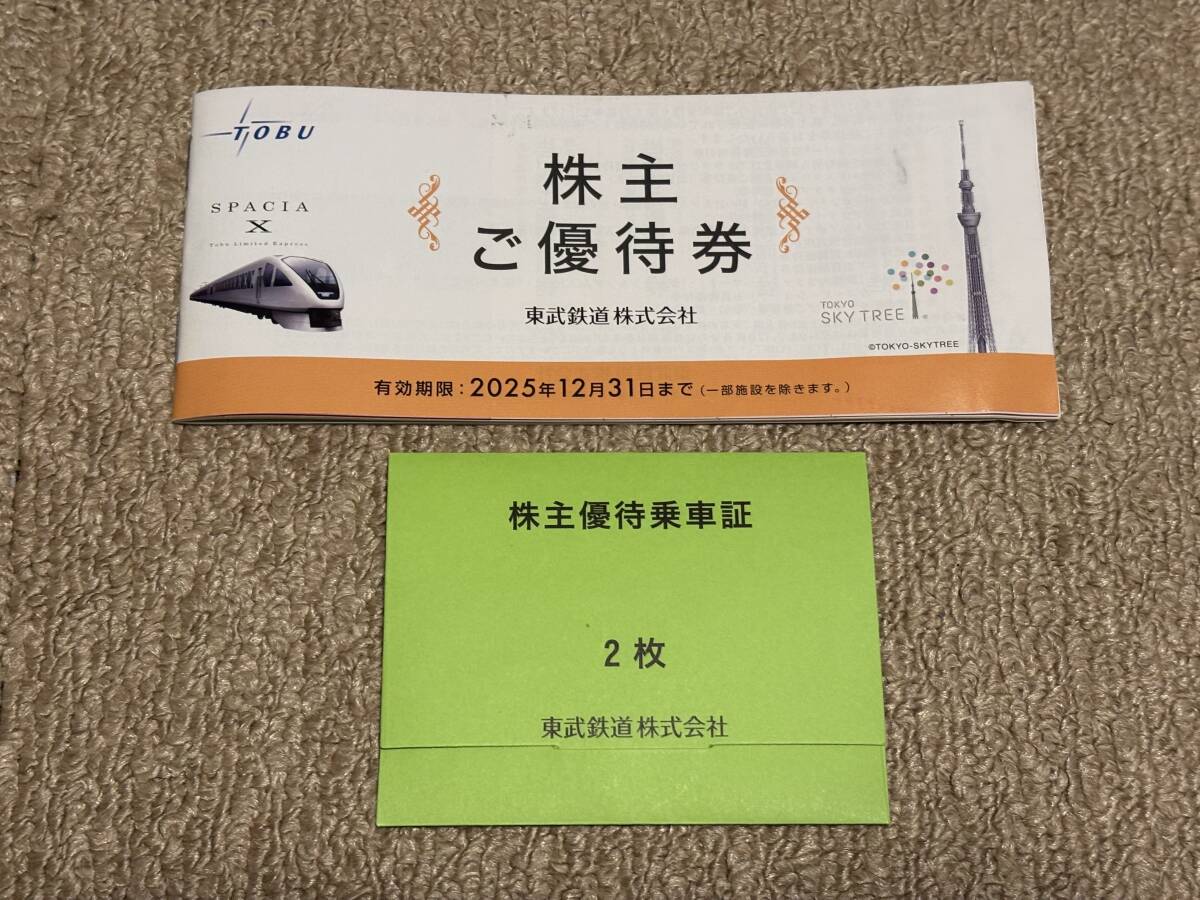 TOBU
SPACIA
X
Tobu Limited Express
株主
ご優待券
東武鉄道株式会社
TOKYO
SKYTREE
©TOKYO-SKYTREE
有効期限：2025年12月31日まで（一部施設を除きます。）
株主優待乗車証
2枚
東武鉄道株式会社